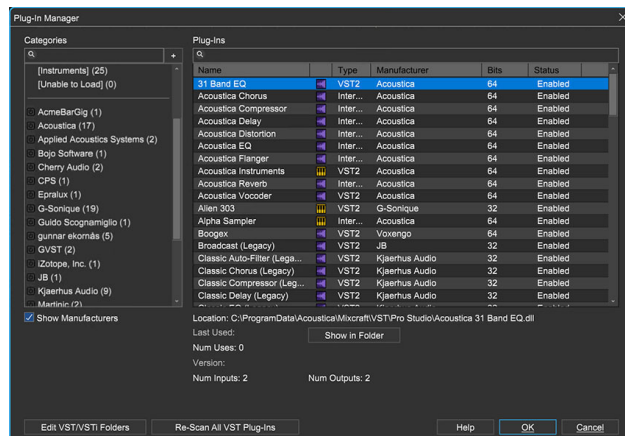 Plug-In Manager
Categories
+
[Instruments] (25)
[Unable to Load] (0)
AcmeBarGig (1)
Acoustica (17)
Applied Acoustics Systems (2)
Bojo Software (1)
Cherry Audio (2)
CPS (1)
Epralux (1)
G-Sonique (19)
Guido Scognamiglio (1)
gunnar ekornås (5)
GVST (2)
iZotope, Inc. (1)
JB (1)
Kjaerhus Audio (9)
Martinic (2)
Show Manufacturers
Plug-Ins
Name Type Manufacturer Bits Status
31 Band EQ VST2 Acoustica 64 Enabled
Acoustica Chorus Inter... Acoustica 64 Enabled
Acoustica Compressor Inter... Acoustica 64 Enabled
Acoustica Delay Inter... Acoustica 64 Enabled
Acoustica Distortion Inter... Acoustica 64 Enabled
Acoustica EQ Inter... Acoustica 64 Enabled
Acoustica Flanger Inter... Acoustica 64 Enabled
Acoustica Instruments VST2 Acoustica 64 Enabled
Acoustica Reverb Inter... Acoustica 64 Enabled
Acoustica Vocoder VST2 Acoustica 64 Enabled
Alien 303 VST2 G-Sonique 32 Enabled
Alpha Sampler Inter... Acoustica 64 Enabled
Boogex VST2 Voxengo 64 Enabled
Broadcast (Legacy) VST2 JB 32 Enabled
Classic Auto-Filter (Lega... VST2 Kjaerhus Audio 32 Enabled
Classic Chorus (Legacy) VST2 Kjaerhus Audio 32 Enabled
Classic Compressor (Leg... VST2 Kjaerhus Audio 32 Enabled
Classic Delay (Legacy) VST2 Kjaerhus Audio 32 Enabled
Location: C:\ProgramData\Acoustica\Mixcraft\VST\Pro Studio\Acoustica 31 Band EQ.dll
Last Used:
Show in Folder
Num Uses: 0
Version:
Num Inputs: 2 Num Outputs: 2
Edit VST/VSTi Folders Re-Scan All VST Plug-Ins Help OK Cancel